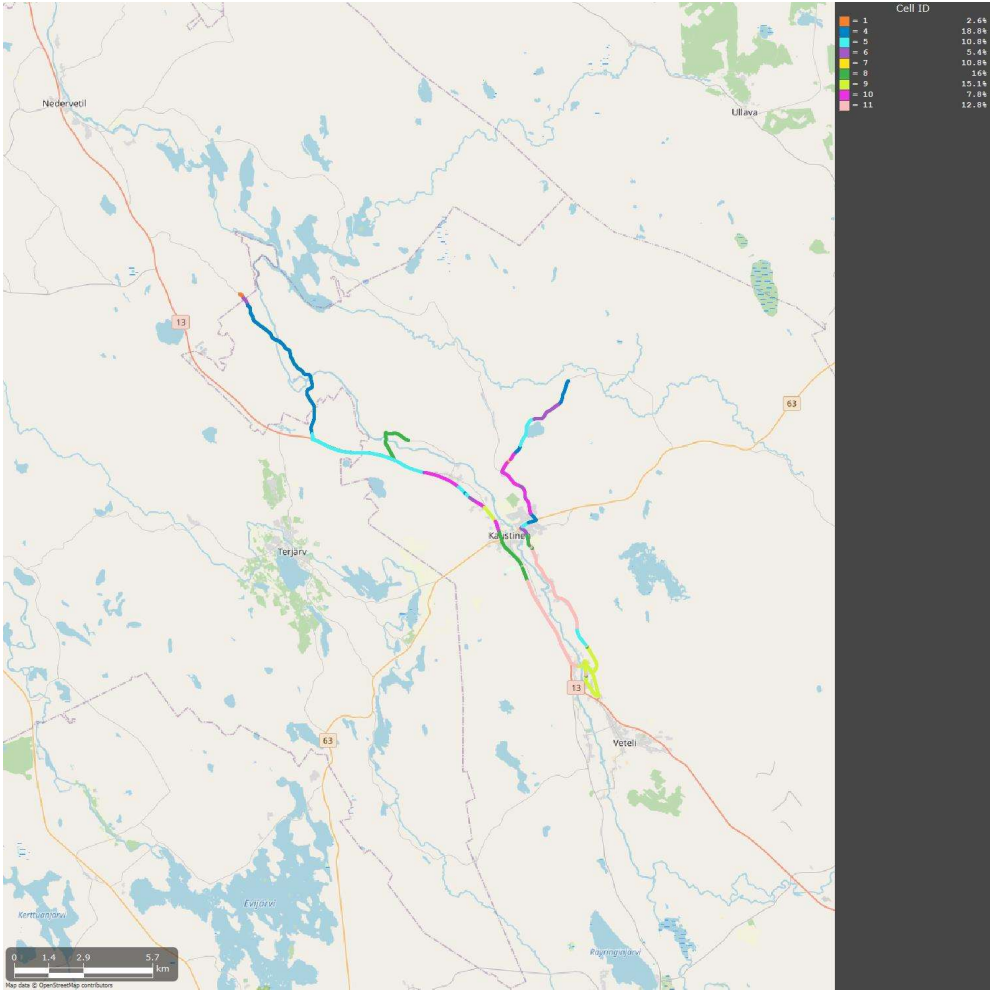 Cell ID
= 1 2.6%
= 4 18.8%
= 5 10.8%
= 6 5.4%
= 7 10.8%
= 8 16%
= 9 15.1%
= 10 7.8%
= 11 12.8%
Nedervetil
Ullava
13
63
Kaustinen
Terjärv
13
63
Veteli
Evijärvi
Kerttuanjärvi
Räyringinjärvi
0 1.4 2.9 5.7
km
Map data © OpenStreetMap contributors